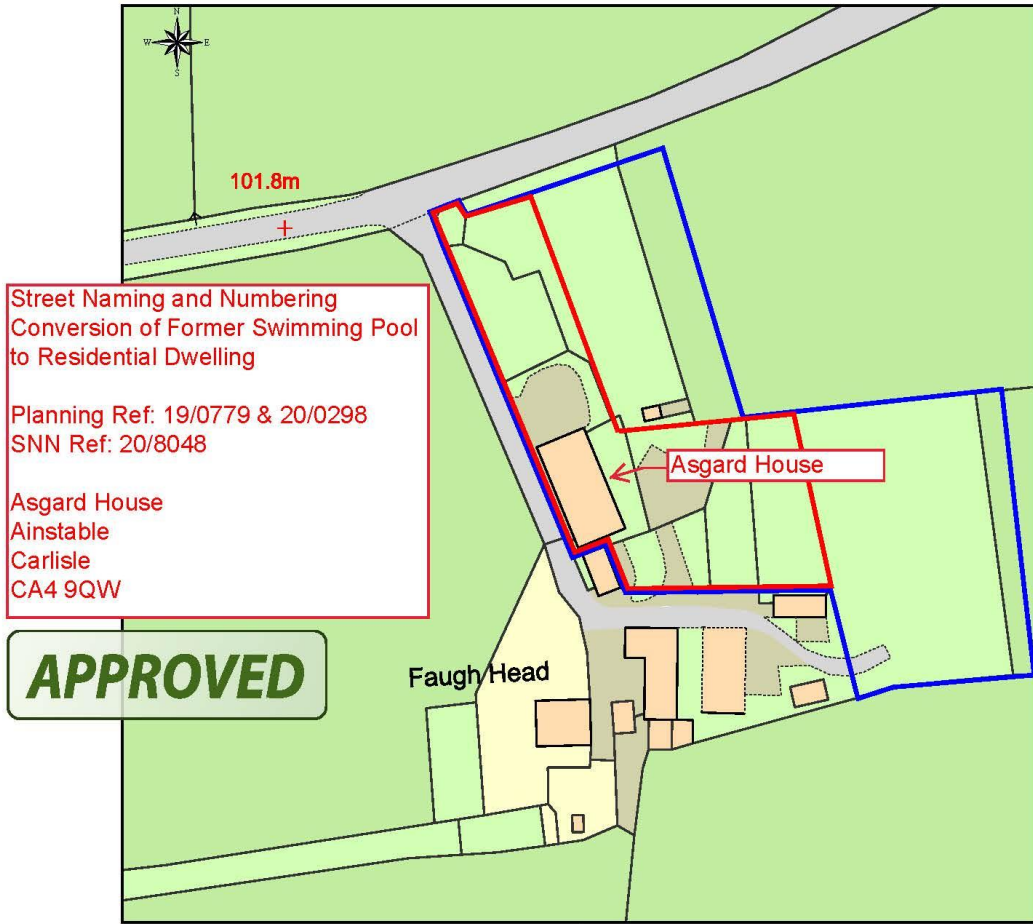 N
W E
S
101.8m
Street Naming and Numbering
Conversion of Former Swimming Pool
to Residential Dwelling
Planning Ref: 19/0779 & 20/0298
SNN Ref: 20/8048
Asgard House
Ainstable
Carlisle
CA4 9QW
Asgard House
APPROVED
Faugh Head